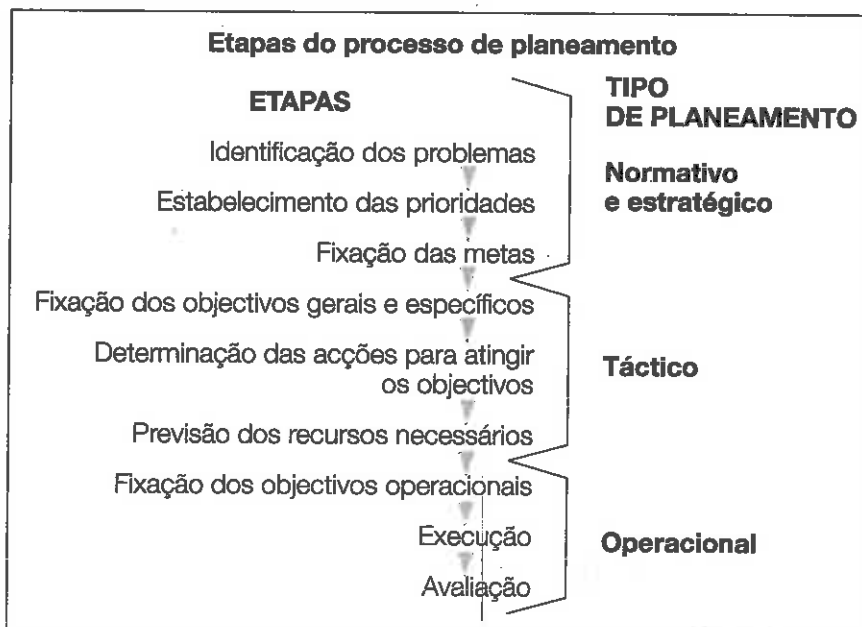 Etapas do processo de planeamento
ETAPAS
TIPO
DE PLANEAMENTO
Identificação dos problemas
Estabelecimento das prioridades
Fixação das metas
Normativo
e estratégico
Fixação dos objectivos gerais e específicos
Determinação das acções para atingir
os objectivos
Previsão dos recursos necessários
Táctico
Fixação dos objectivos operacionais
Execução
Avaliação
Operacional